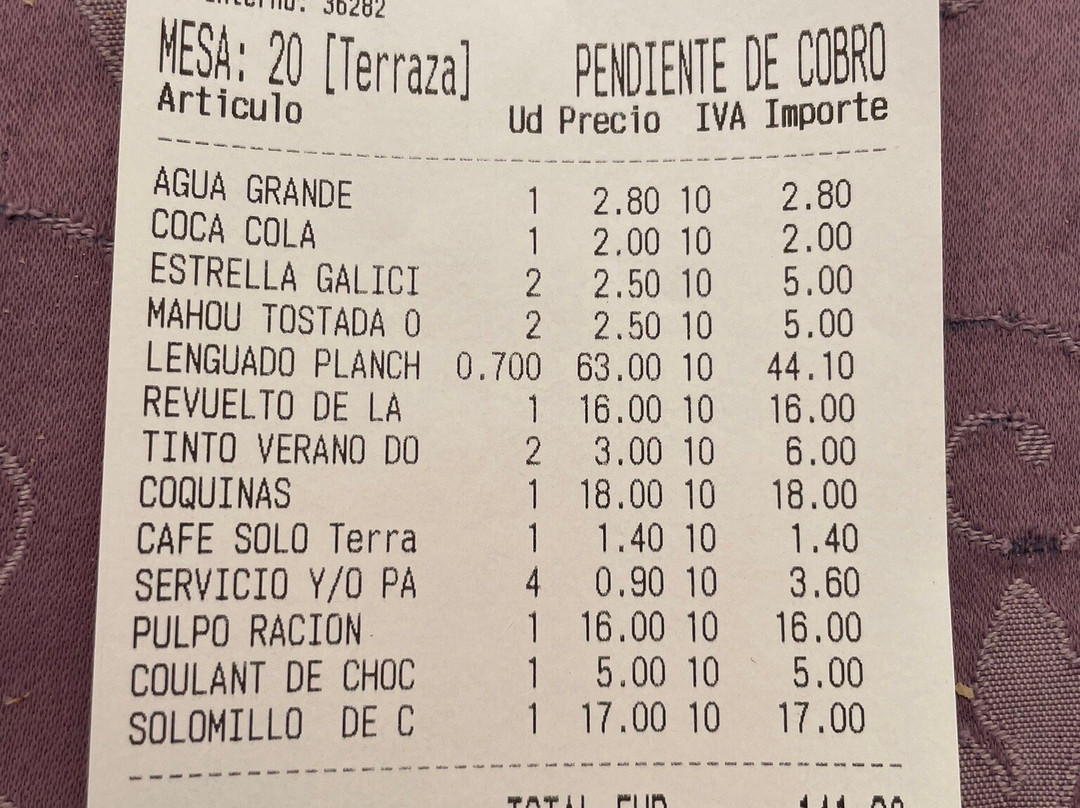 Interno: 36282
MESA: 20 [Terraza] PENDIENTE DE COBRO
Articulo Ud Precio IVA Importe
AGUA GRANDE 1 2.80 10 2.80
COCA COLA 1 2.00 10 2.00
ESTRELLA GALICI 2 2.50 10 5.00
MAHOU TOSTADA O 2 2.50 10 5.00
LENGUADO PLANCH 0.700 63.00 10 44.10
REVUELTO DE LA 1 16.00 10 16.00
TINTO VERANO DO 2 3.00 10 6.00
COQUINAS 1 18.00 10 18.00
CAFE SOLO Terra 1 1.40 10 1.40
SERVICIO Y/O PA 4 0.90 10 3.60
PULPO RACION 1 16.00 10 16.00
COULANT DE CHOC 1 5.00 10 5.00
SOLOMILLO DE C 1 17.00 10 17.00
TOTAL EUR 141.90